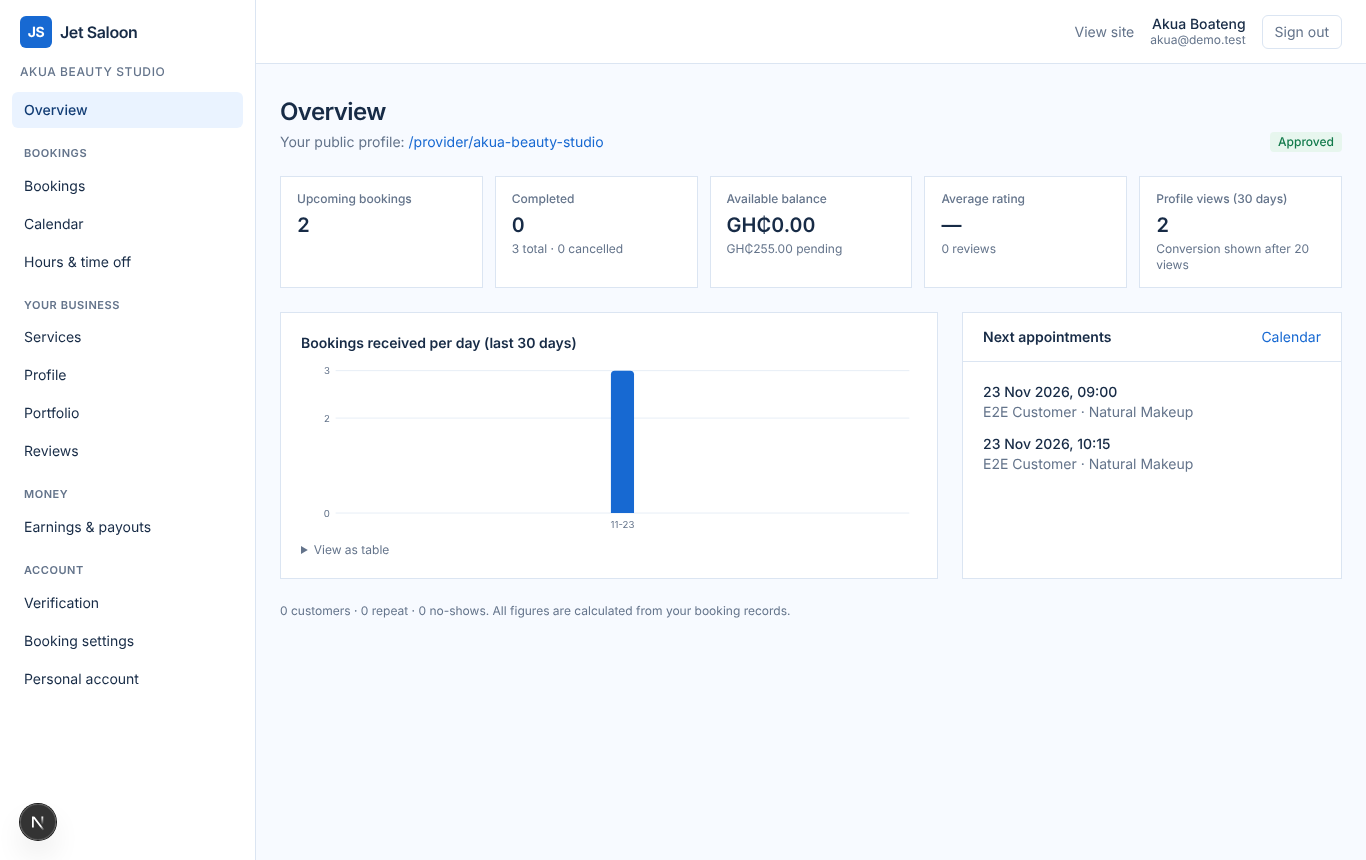 JS Jet Saloon
AKUA BEAUTY STUDIO
Overview
BOOKINGS
Bookings
Calendar
Hours & time off
YOUR BUSINESS
Services
Profile
Portfolio
Reviews
MONEY
Earnings & payouts
ACCOUNT
Verification
Booking settings
Personal account
N
View site
Akua Boateng
akua@demo.test
Sign out
Overview
Your public profile: /provider/akua-beauty-studio
Approved
Upcoming bookings
2
Completed
0
3 total · 0 cancelled
Available balance
GH₵0.00
GH₵255.00 pending
Average rating
—
0 reviews
Profile views (30 days)
2
Conversion shown after 20
views
Bookings received per day (last 30 days)
3
2
0
11-23
▶ View as table
Next appointments
Calendar
23 Nov 2026, 09:00
E2E Customer · Natural Makeup
23 Nov 2026, 10:15
E2E Customer · Natural Makeup
0 customers · 0 repeat · 0 no-shows. All figures are calculated from your booking records.